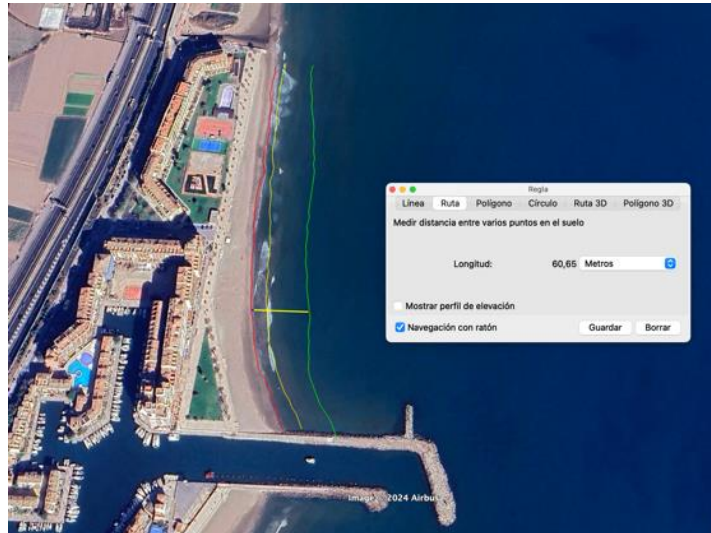 Regla
Línea Ruta Polígono Círculo Ruta 3D Polígono 3D
Medir distancia entre varios puntos en el suelo
Longitud: 60,65 Metros
Mostrar perfil de elevación
Navegación con ratón Guardar Borrar
Image © 2024 Airbus